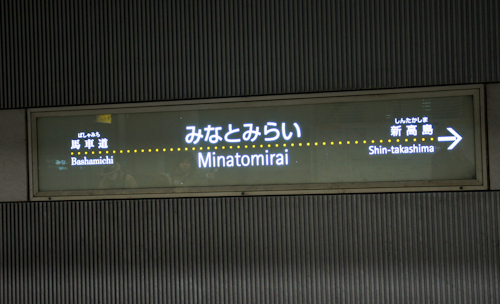 ばしゃみち
馬車道
Bashamichi
みなとみらい
Minatomirai
しんたかしま
新高島
Shin-takashima